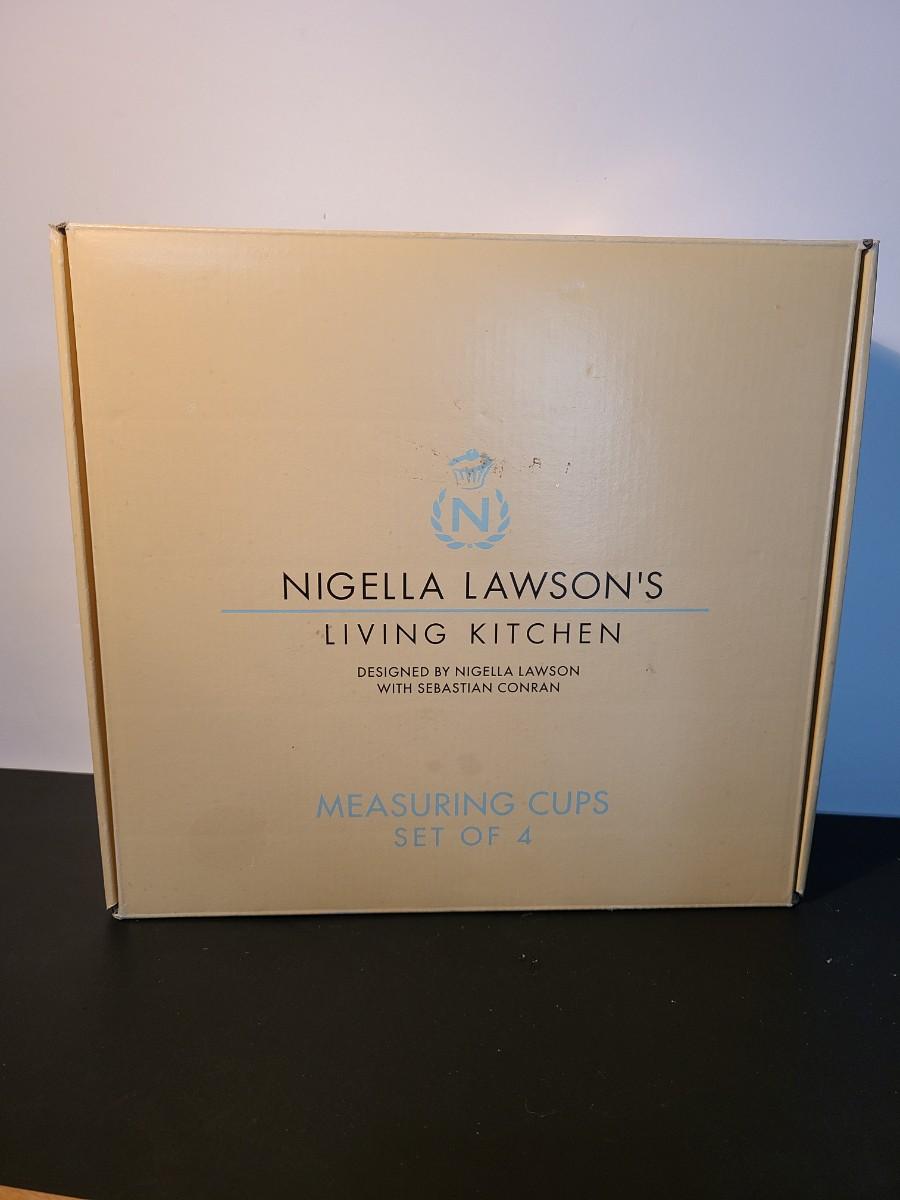 N
NIGELLA LAWSON'S
LIVING KITCHEN
DESIGNED BY NIGELLA LAWSON
WITH SEBASTIAN CONRAN
MEASURING CUPS
SET OF 4